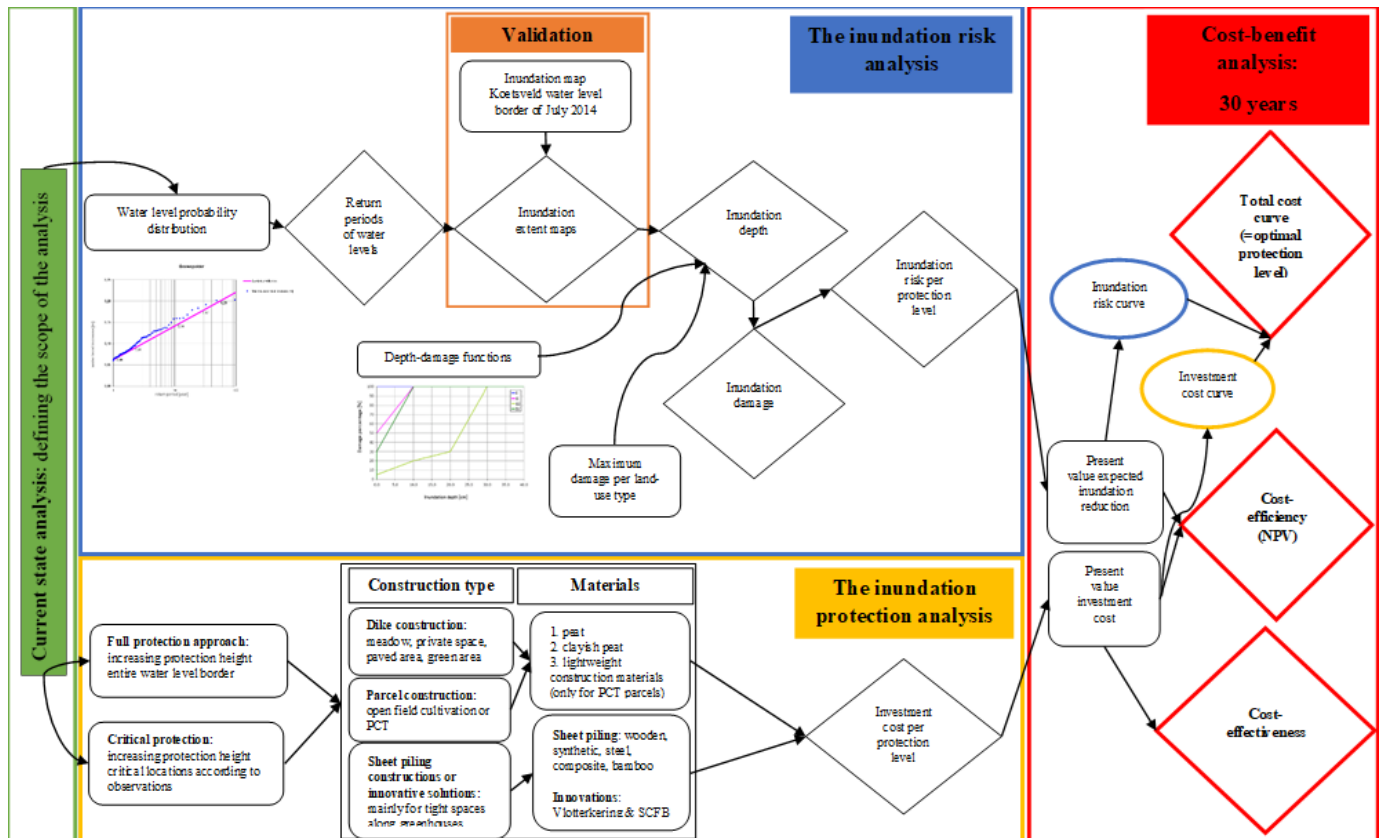 Current state analysis: defining the scope of the analysis
Validation
Inundation map
Koetsveld water level
border of July 2014
The inundation risk
analysis
Water level probability
distribution
Return
periods
of water
levels
Inundation
extent maps
Inundation
depth
Inundation
risk per
protection
level
Depth-damage functions
Inundation depth [cm]
Inundation
damage
Maximum
damage per land-
use type
Cost-benefit
analysis:
30 years
Total cost
curve
(=optimal
protection
level)
Inundation
risk curve
Investment
cost curve
Present
value expected
inundation
reduction
Cost-
efficiency
(NPV)
Present
value
investment
cost
Cost-
effectiveness
The inundation
protection analysis
Full protection approach:
increasing protection height
entire water level border
Critical protection:
increasing protection height
critical locations according to
observations
Construction type
Dike construction:
meadow, private space,
paved area, green area
Parcel construction:
open field cultivation or
PCT
Sheet piling
constructions or
innovative solutions:
mainly for tight spaces
along greenhouses
Materials
1. peat
2. clayish peat
3. lightweight
construction materials
(only for PCT parcels)
Sheet piling: wooden,
synthetic, steel,
composite, bamboo
Innovations:
Vlotterkering & SCFB
Investment
cost per
protection
level